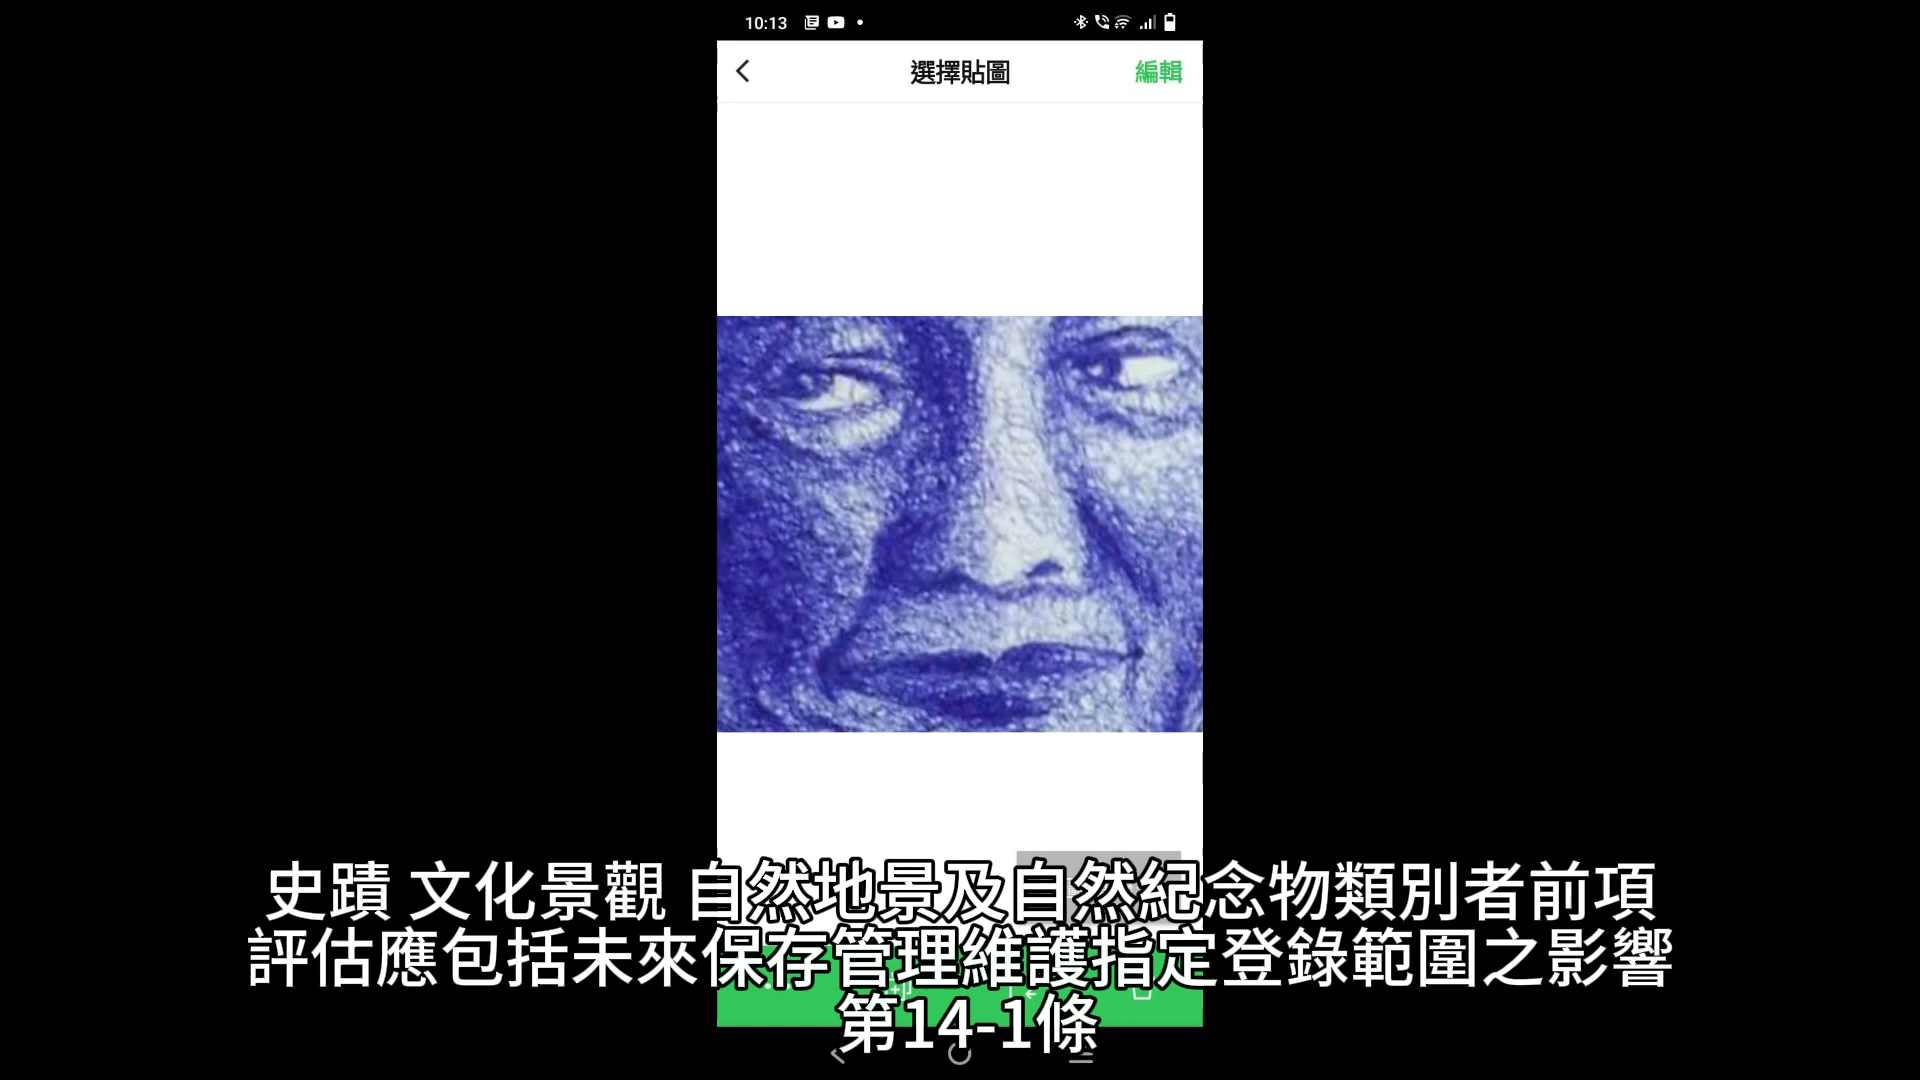 10:13
選擇貼圖
編輯
史蹟 文化景觀 自然地景及自然紀念物類別者前項
評估應包括未來保存管理維護指定登錄範圍之影響
第14-1條